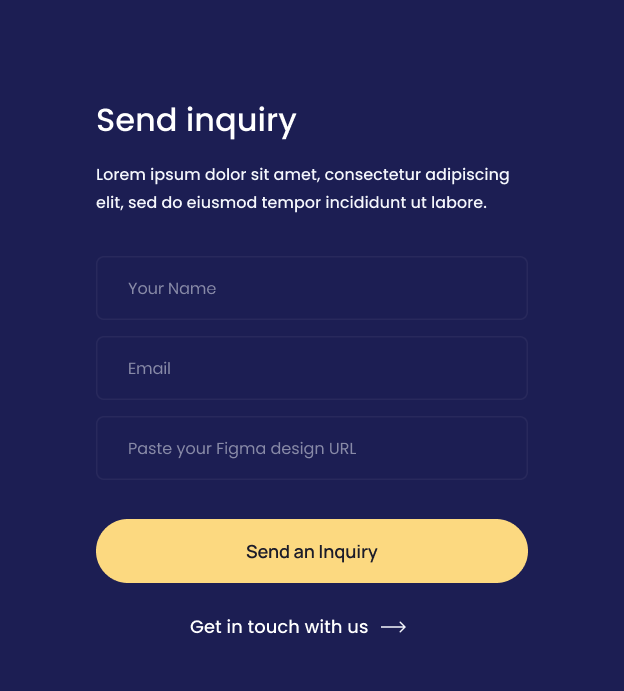 Send inquiry
Lorem ipsum dolor sit amet, consectetur adipiscing
elit, sed do eiusmod tempor incididunt ut labore.
Your Name
Email
Paste your Figma design URL
Send an Inquiry
Get in touch with us